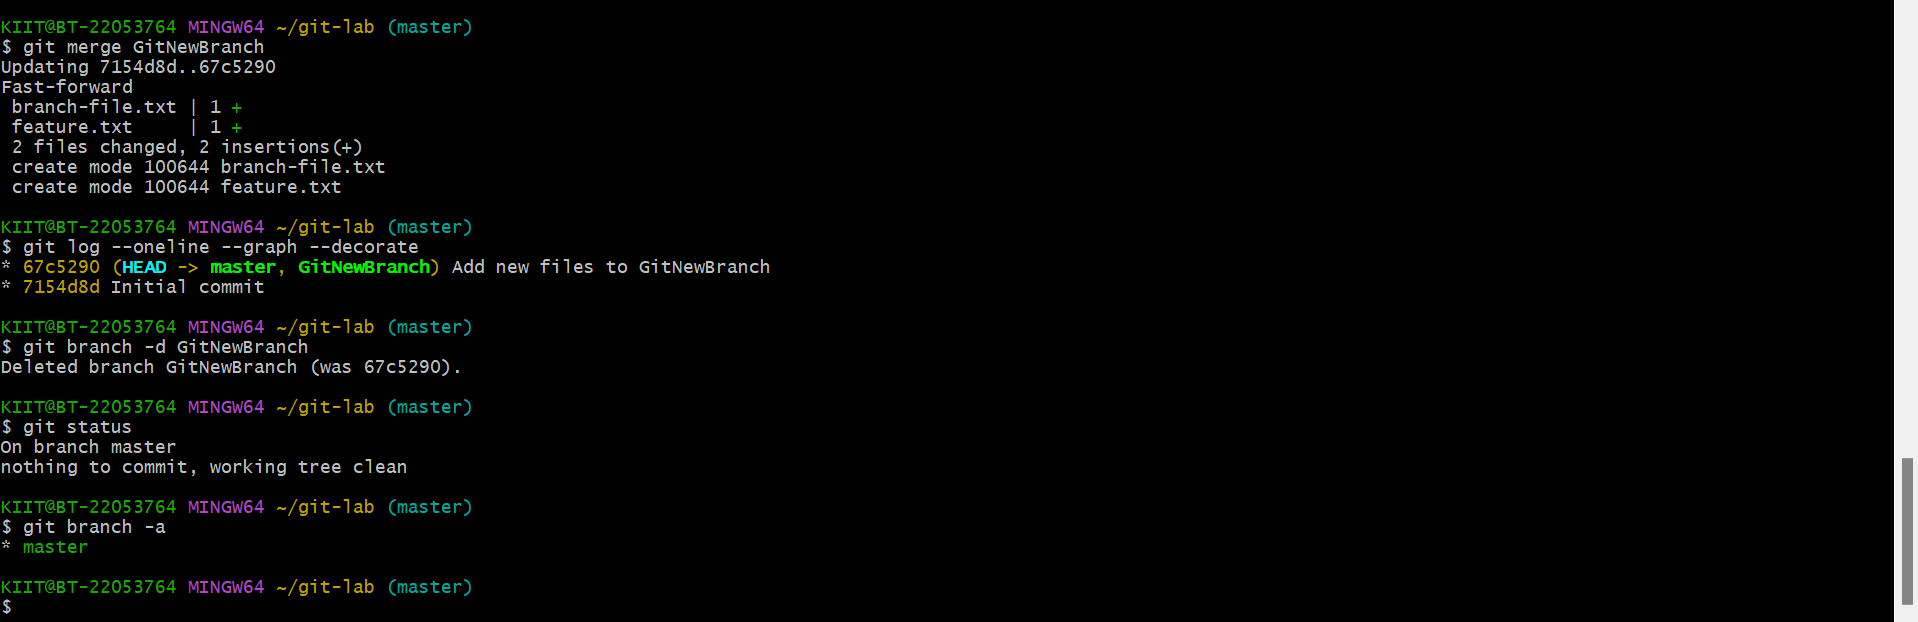 KIIT@BT-22053764 MINGW64 ~/git-lab (master)
$ git merge GitNewBranch
Updating 7154d8d..67c5290
Fast-forward
 branch-file.txt | 1 +
 feature.txt     | 1 +
 2 files changed, 2 insertions(+)
 create mode 100644 branch-file.txt
 create mode 100644 feature.txt

KIIT@BT-22053764 MINGW64 ~/git-lab (master)
$ git log --oneline --graph --decorate
* 67c5290 (HEAD -> master, GitNewBranch) Add new files to GitNewBranch
* 7154d8d Initial commit

KIIT@BT-22053764 MINGW64 ~/git-lab (master)
$ git branch -d GitNewBranch
Deleted branch GitNewBranch (was 67c5290).

KIIT@BT-22053764 MINGW64 ~/git-lab (master)
$ git status
On branch master
nothing to commit, working tree clean

KIIT@BT-22053764 MINGW64 ~/git-lab (master)
$ git branch -a
* master

KIIT@BT-22053764 MINGW64 ~/git-lab (master)
$